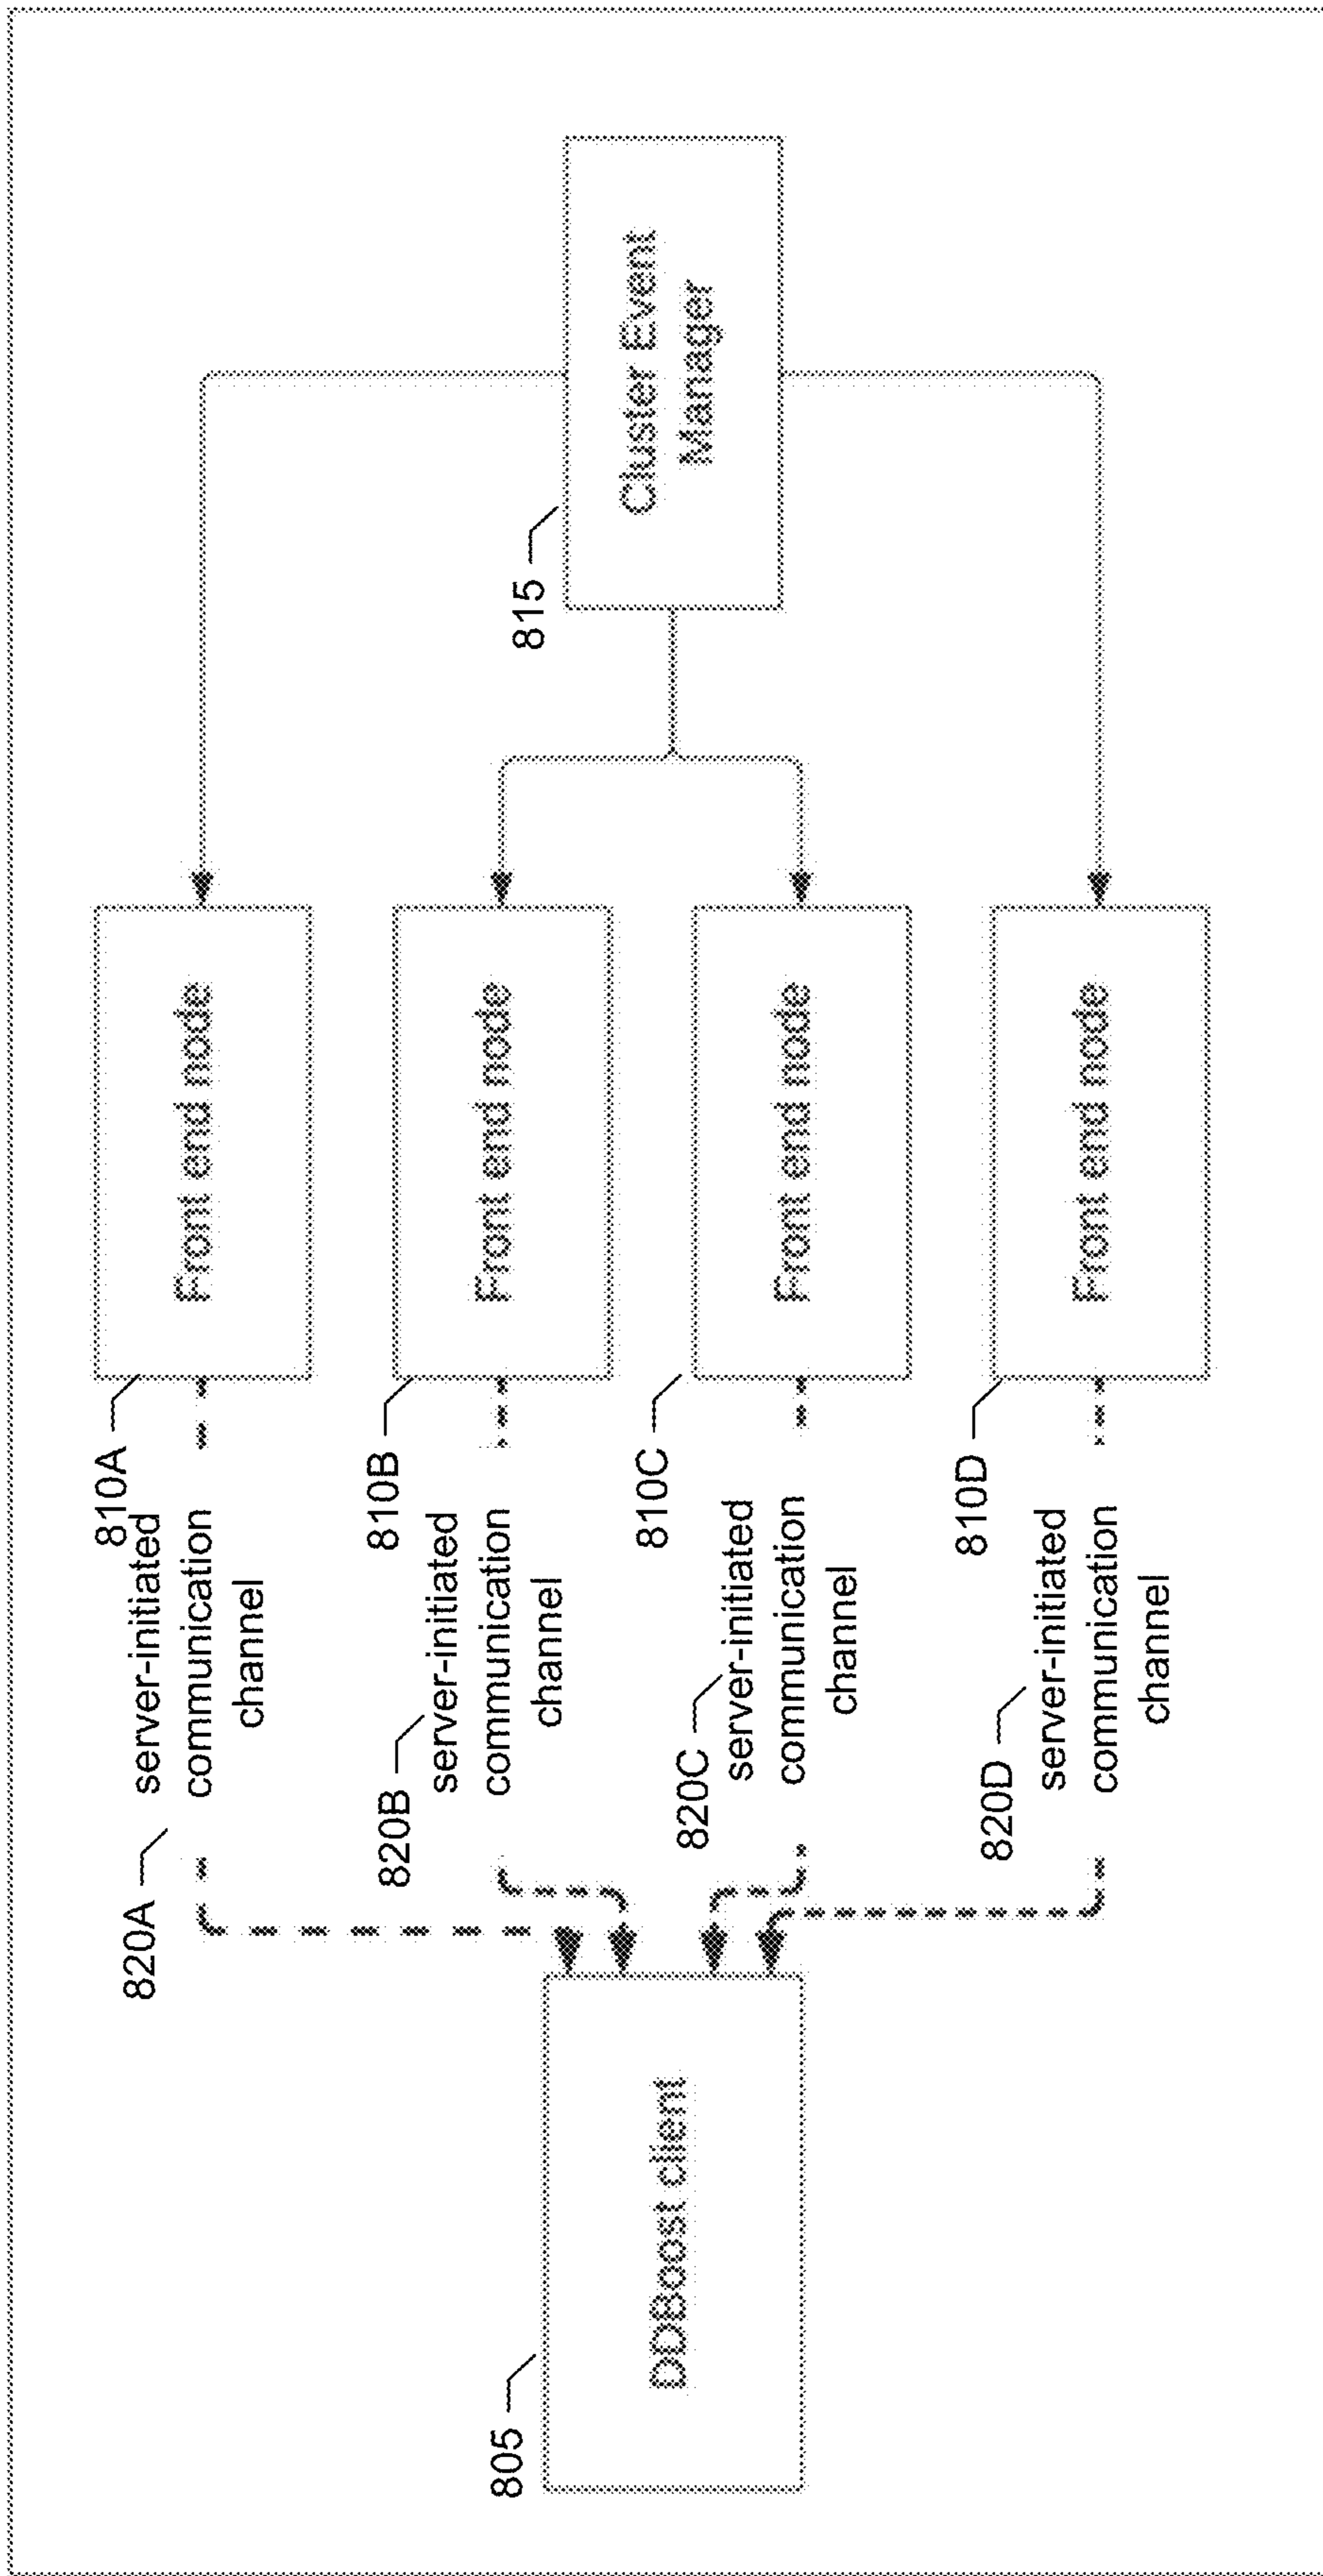 820A
server-initiated
communication
channel
810A
Front end node
820B
server-initiated
communication
channel
810B
Front end node
805
DDBoost client
815
Cluster Event
Manager
820C
server-initiated
communication
channel
810C
Front end node
820D
server-initiated
communication
channel
810D
Front end node